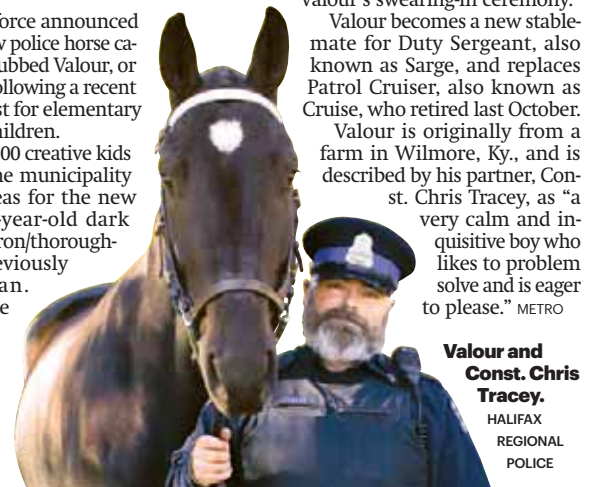 force announced
w police horse ca-
ubbed Valour, or
ollowing a recent
st for elementary
hildren.
00 creative kids
he municipality
eas for the new
-year-old dark
ron/thorough-
eviously
an.
e
Valour's swearing-in ceremony.
Valour becomes a new stable-
mate for Duty Sergeant, also
known as Sarge, and replaces
Patrol Cruiser, also known as
Cruise, who retired last October.
Valour is originally from a
farm in Wilmore, Ky., and is
described by his partner, Con-
st. Chris Tracey, as “a
very calm and in-
quisitive boy who
likes to problem
solve and is eager
to please.” METRO
Valour and
Const. Chris
Tracey.
HALIFAX
REGIONAL
POLICE